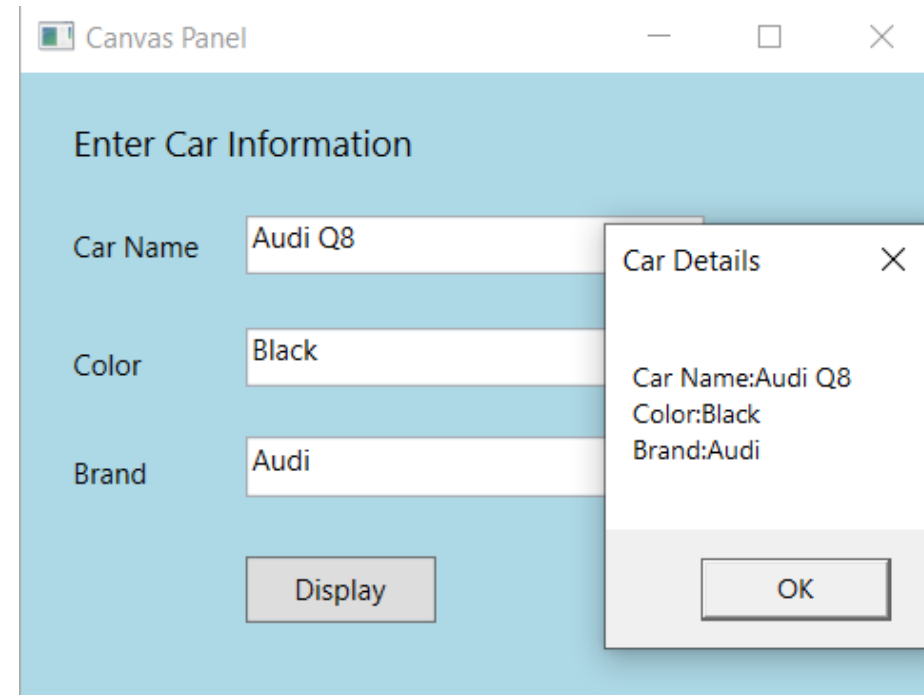 Canvas Panel
Enter Car Information
Car Name
Audi Q8
Color
Black
Brand
Audi
Display
Car Details
Car Name:Audi Q8
Color:Black
Brand:Audi
OK